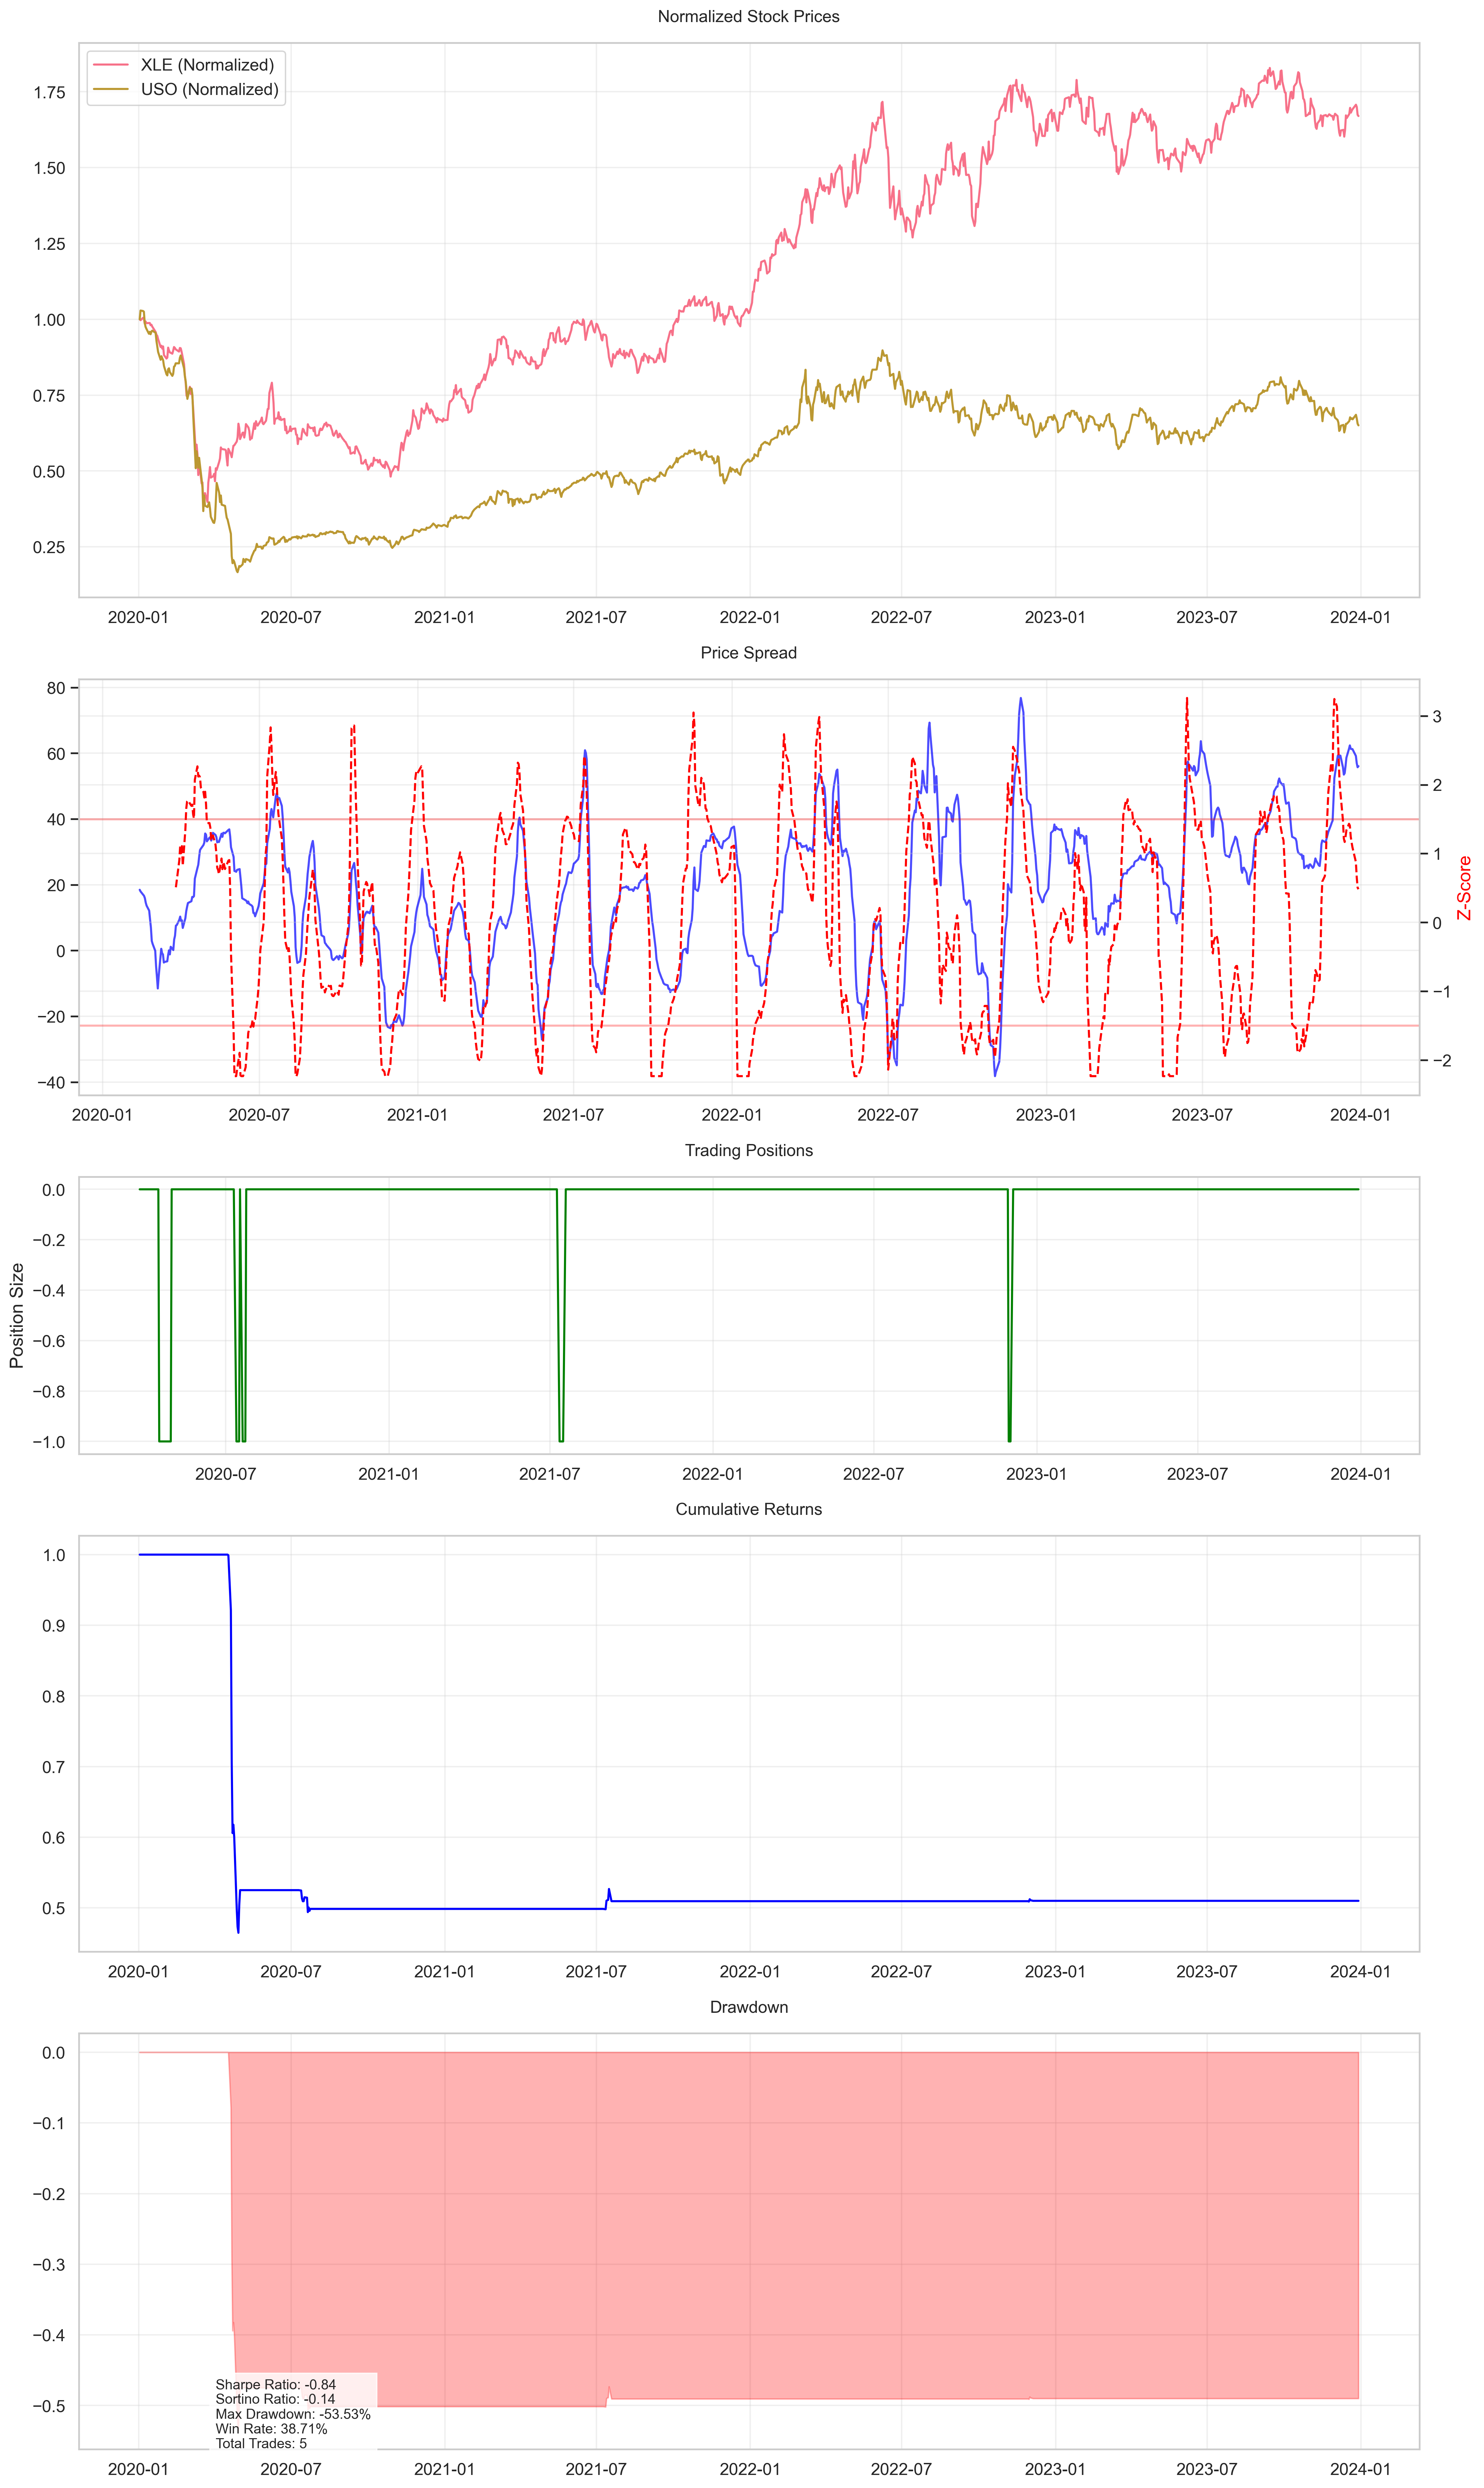 Normalized Stock Prices
XLE (Normalized)
USO (Normalized)
1.75
1.50
1.25
1.00
0.75
0.50
0.25
2020-01 2020-07 2021-01 2021-07 2022-01 2022-07 2023-01 2023-07 2024-01
Price Spread
80
60
40
20
0
−20
−40
3
2
1
0
−1
−2
Z-Score
2020-01 2020-07 2021-01 2021-07 2022-01 2022-07 2023-01 2023-07 2024-01
Trading Positions
Position Size
0.0
−0.2
−0.4
−0.6
−0.8
−1.0
2020-07 2021-01 2021-07 2022-01 2022-07 2023-01 2023-07 2024-01
Cumulative Returns
1.0
0.9
0.8
0.7
0.6
0.5
2020-01 2020-07 2021-01 2021-07 2022-01 2022-07 2023-01 2023-07 2024-01
Drawdown
0.0
−0.1
−0.2
−0.3
−0.4
−0.5
Sharpe Ratio: -0.84
Sortino Ratio: -0.14
Max Drawdown: -53.53%
Win Rate: 38.71%
Total Trades: 5
2020-01 2020-07 2021-01 2021-07 2022-01 2022-07 2023-01 2023-07 2024-01